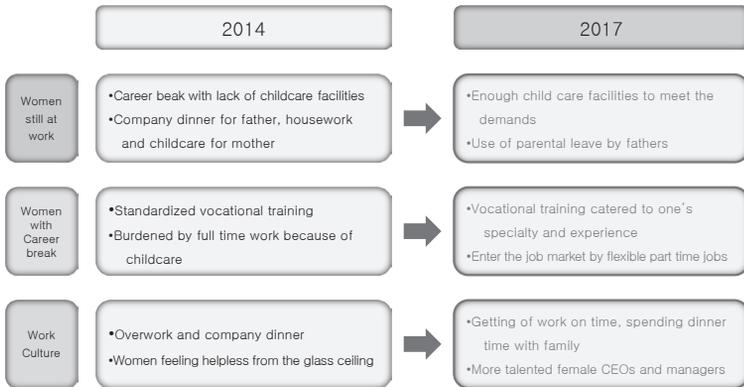 2014
2017
Women
still at
work
•Career beak with lack of childcare facilities
•Company dinner for father, housework
and childcare for mother
•Enough child care facilities to meet the
demands
•Use of parental leave by fathers
Women
with
Career
break
•Standardized vocational training
•Burdened by full time work because of
childcare
•Vocational training catered to one's
specialty and experience
•Enter the job market by flexible part time jobs
Work
Culture
•Overwork and company dinner
•Women feeling helpless from the glass ceiling
•Getting of work on time, spending dinner
time with family
•More talented female CEOs and managers